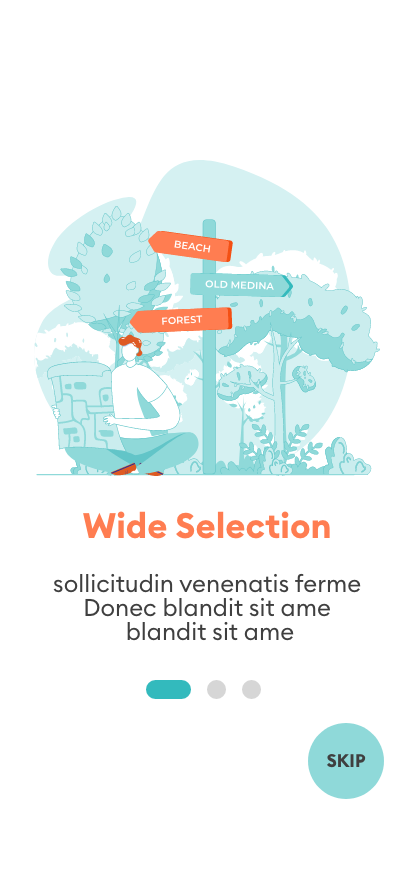 BEACH
OLD MEDINA
FOREST
Wide Selection
sollicitudin venenatis ferme
Donec blandit sit ame
blandit sit ame
SKIP